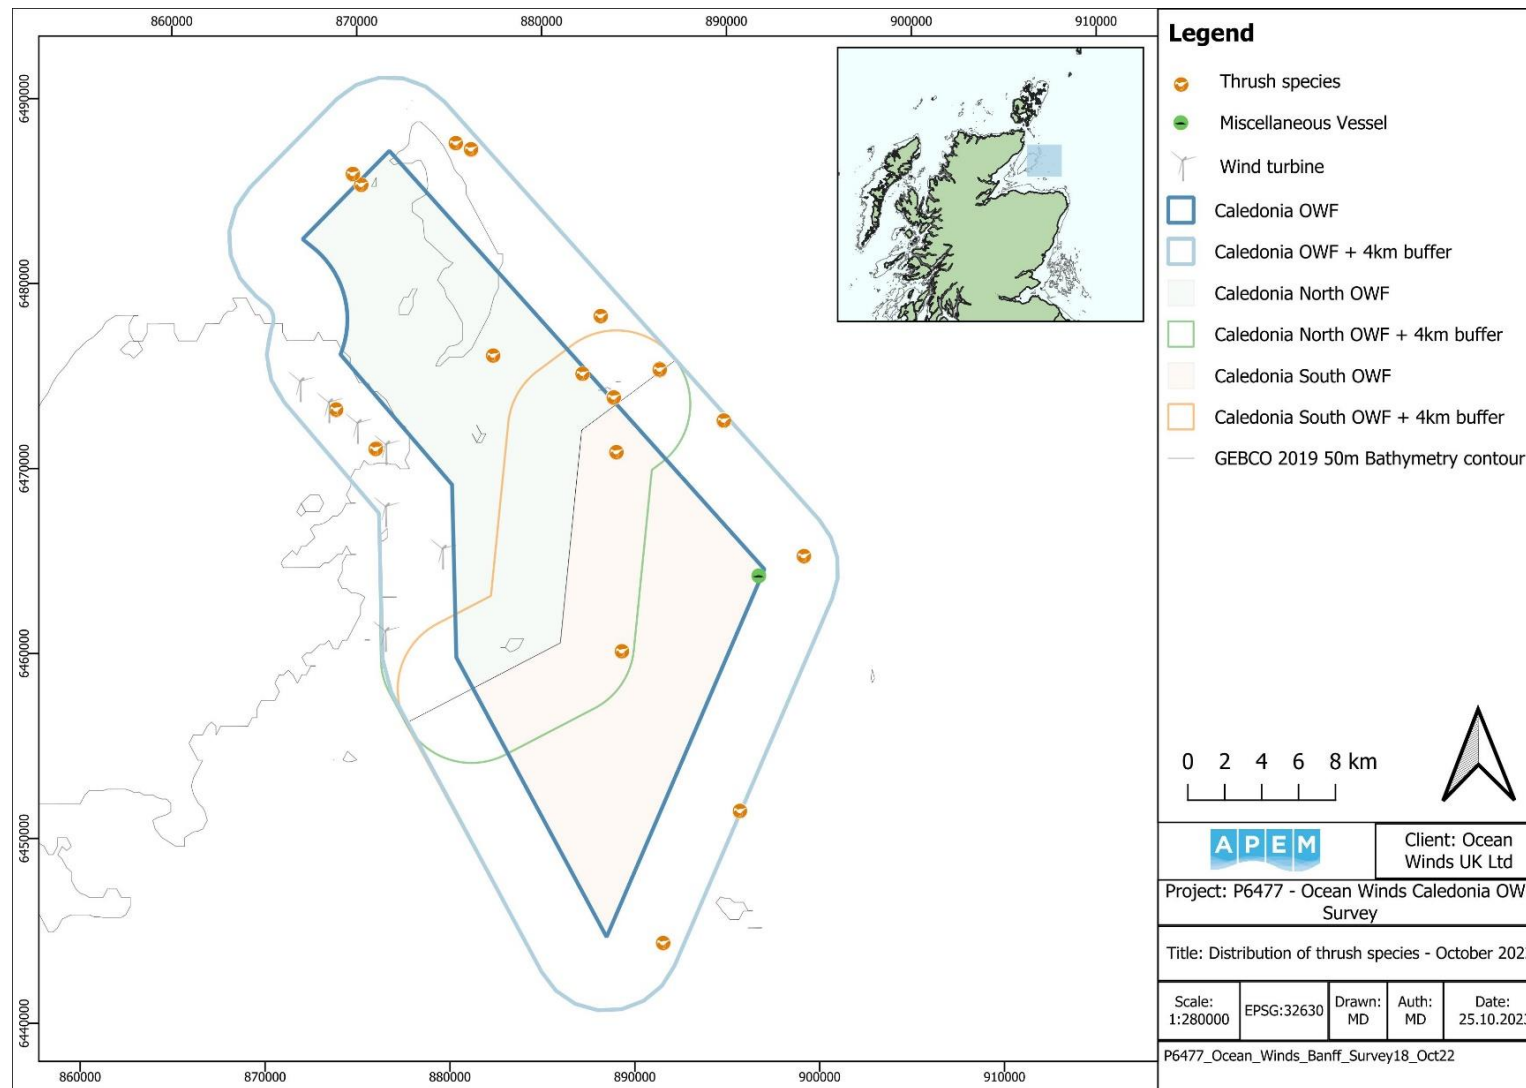 860000 870000 880000 890000 900000 910000
6490000
6480000
6470000
6460000
6450000
6440000
860000 870000 880000 890000 900000 910000
Legend
Thrush species
Miscellaneous Vessel
Wind turbine
Caledonia OWF
Caledonia OWF + 4km buffer
Caledonia North OWF
Caledonia North OWF + 4km buffer
Caledonia South OWF
Caledonia South OWF + 4km buffer
GEBCO 2019 50m Bathymetry contour
0 2 4 6 8 km
APEM
Client: Ocean
Winds UK Ltd
Project: P6477 - Ocean Winds Caledonia OW
Survey
Title: Distribution of thrush species - October 202
Scale:
1:280000
EPSG:32630
Drawn:
MD
Auth:
MD
Date:
25.10.202
P6477_Ocean_Winds_Banff_Survey18_Oct22